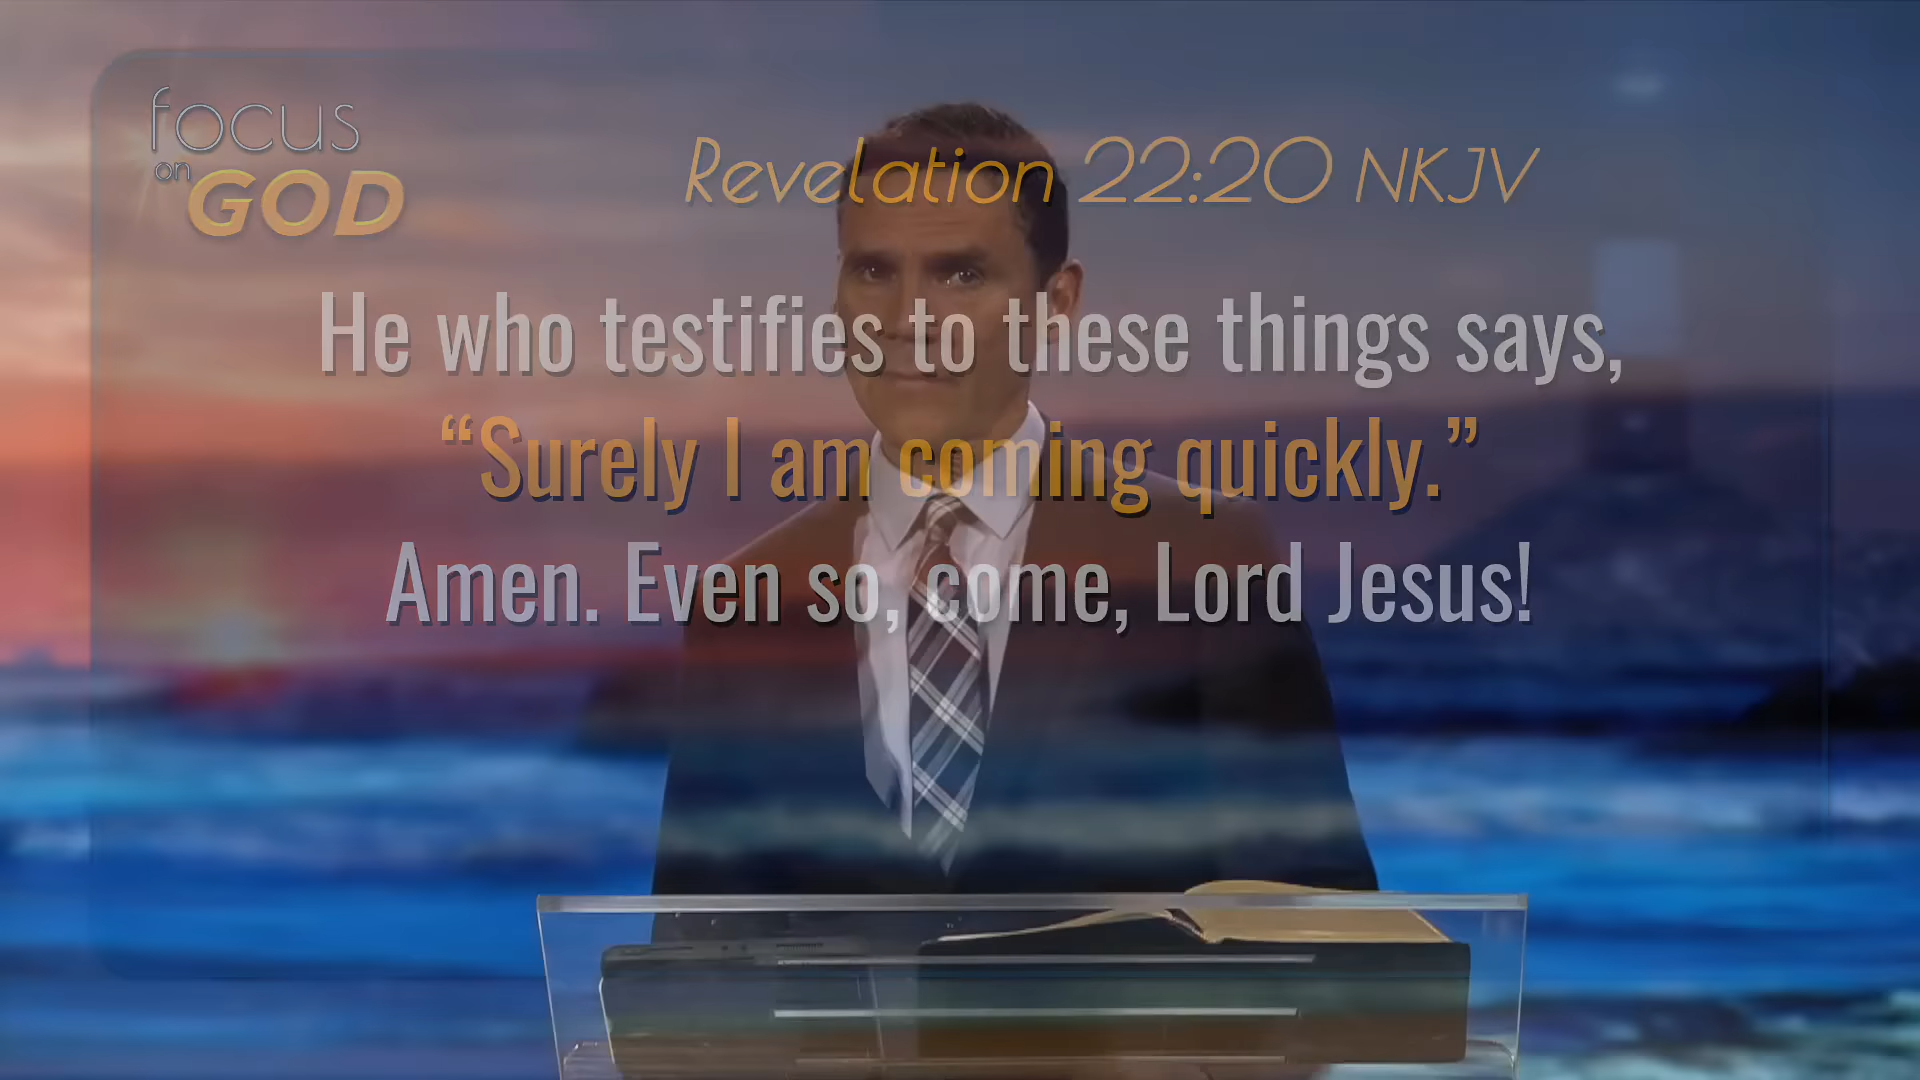 focus
on
GOD
Revelation 22:20 NKJV
He who testifies to these things says,
“Surely I am coming quickly.”
Amen. Even so, come, Lord Jesus!